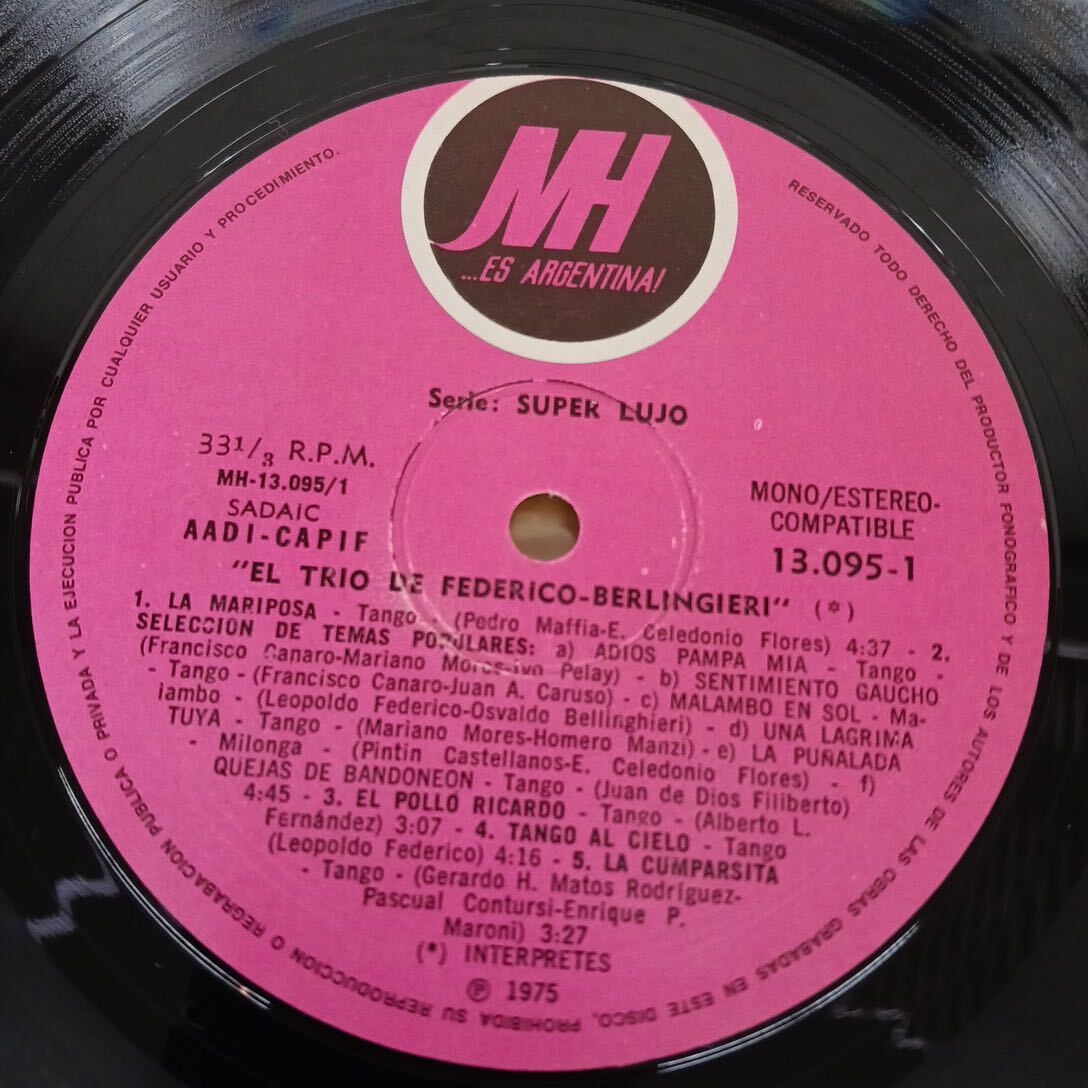 MH
...ES ARGENTINA!
Serie: SUPER LUJO
33 1/3 R.P.M.
MH-13.095/1
SADAIC
AADI-CAPIF
MONO/ESTEREO-
COMPATIBLE
13.095-1
"EL TRIO DE FEDERICO-BERLINGIERI" (*)
1. LA MARIPOSA - Tango - (Pedro Maffia-E. Celedonio Flores) 4:37 - 2.
SELECCION DE TEMAS POPULARES: a) ADIOS PAMPA MIA - Tango -
(Francisco Canaro-Mariano Mores-Ivo Pelay) - b) SENTIMIENTO GAUCHO
- Tango - (Francisco Canaro-Juan A. Caruso) - c) MALAMBO EN SOL - Ma-
lambo - (Leopoldo Federico-Osvaldo Bellinghieri) - d) UNA LAGRIMA
TUYA - Tango - (Mariano Mores-Homero Manzi) - e) LA PUÑALADA
- Milonga - (Pintin Castellanos-E. Celedonio Flores) - f)
QUEJAS DE BANDONEON - Tango - (Juan de Dios Filiberto)
4:45 - 3. EL POLLO RICARDO - Tango - (Alberto L.
Fernández) 3:07 - 4. TANGO AL CIELO - Tango
(Leopoldo Federico) 4:16 - 5. LA CUMPARSITA
- Tango - (Gerardo H. Matos Rodríguez-
Pascual Contursi-Enrique P.
Maroni) 3:27
(*) INTERPRETES
℗ 1975
RESERVADO TODO DERECHO DEL PRODUCTOR FONOGRAFICO Y DE LOS AUTORES DE LAS OBRAS GRABADAS EN ESTE DISCO. PROHIBIDA SU REPRODUCCION O REGRABACION PUBLICA O PRIVADA Y LA EJECUCION PUBLICA POR CUALQUIER USUARIO Y PROCEDIMIENTO.